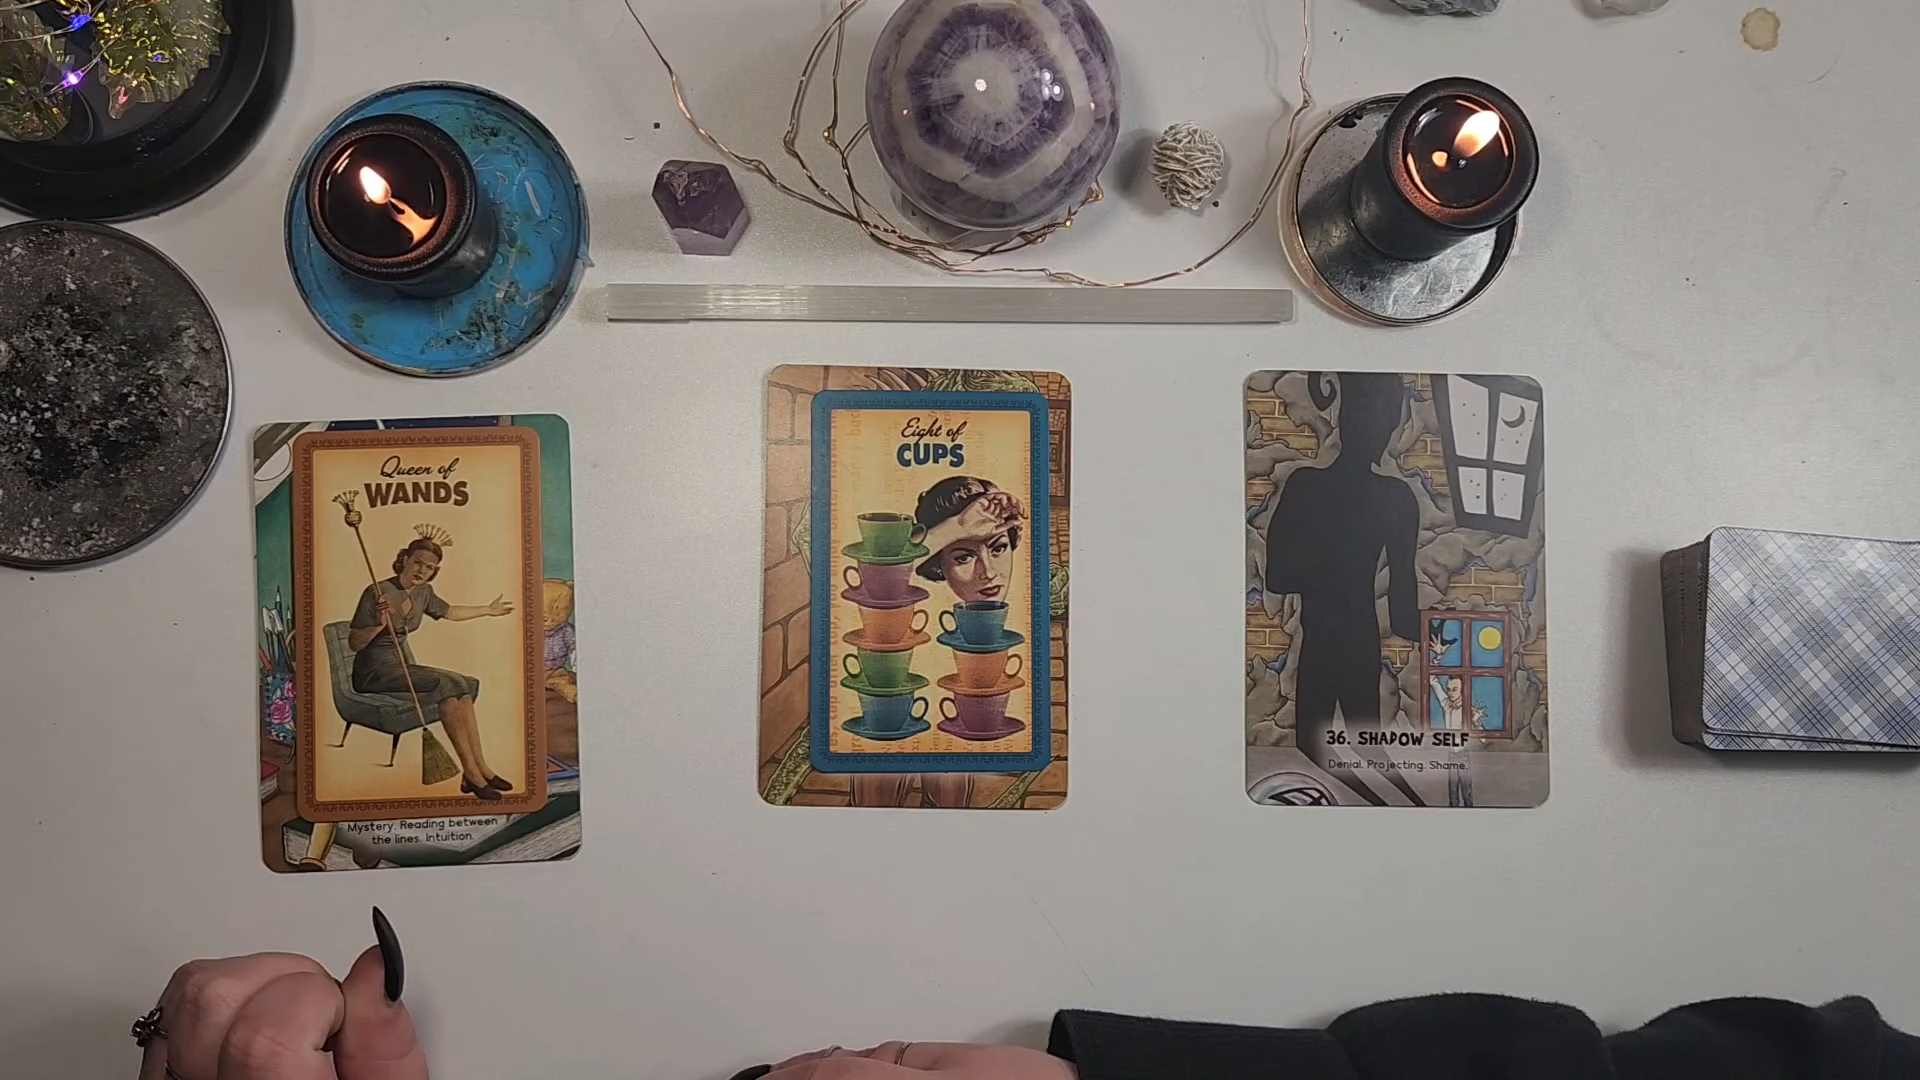 Queen of
WANDS
Mystery. Reading between
the lines. Intuition.
Eight of
CUPS
36. SHADOW SELF
Denial. Projecting. Shame.